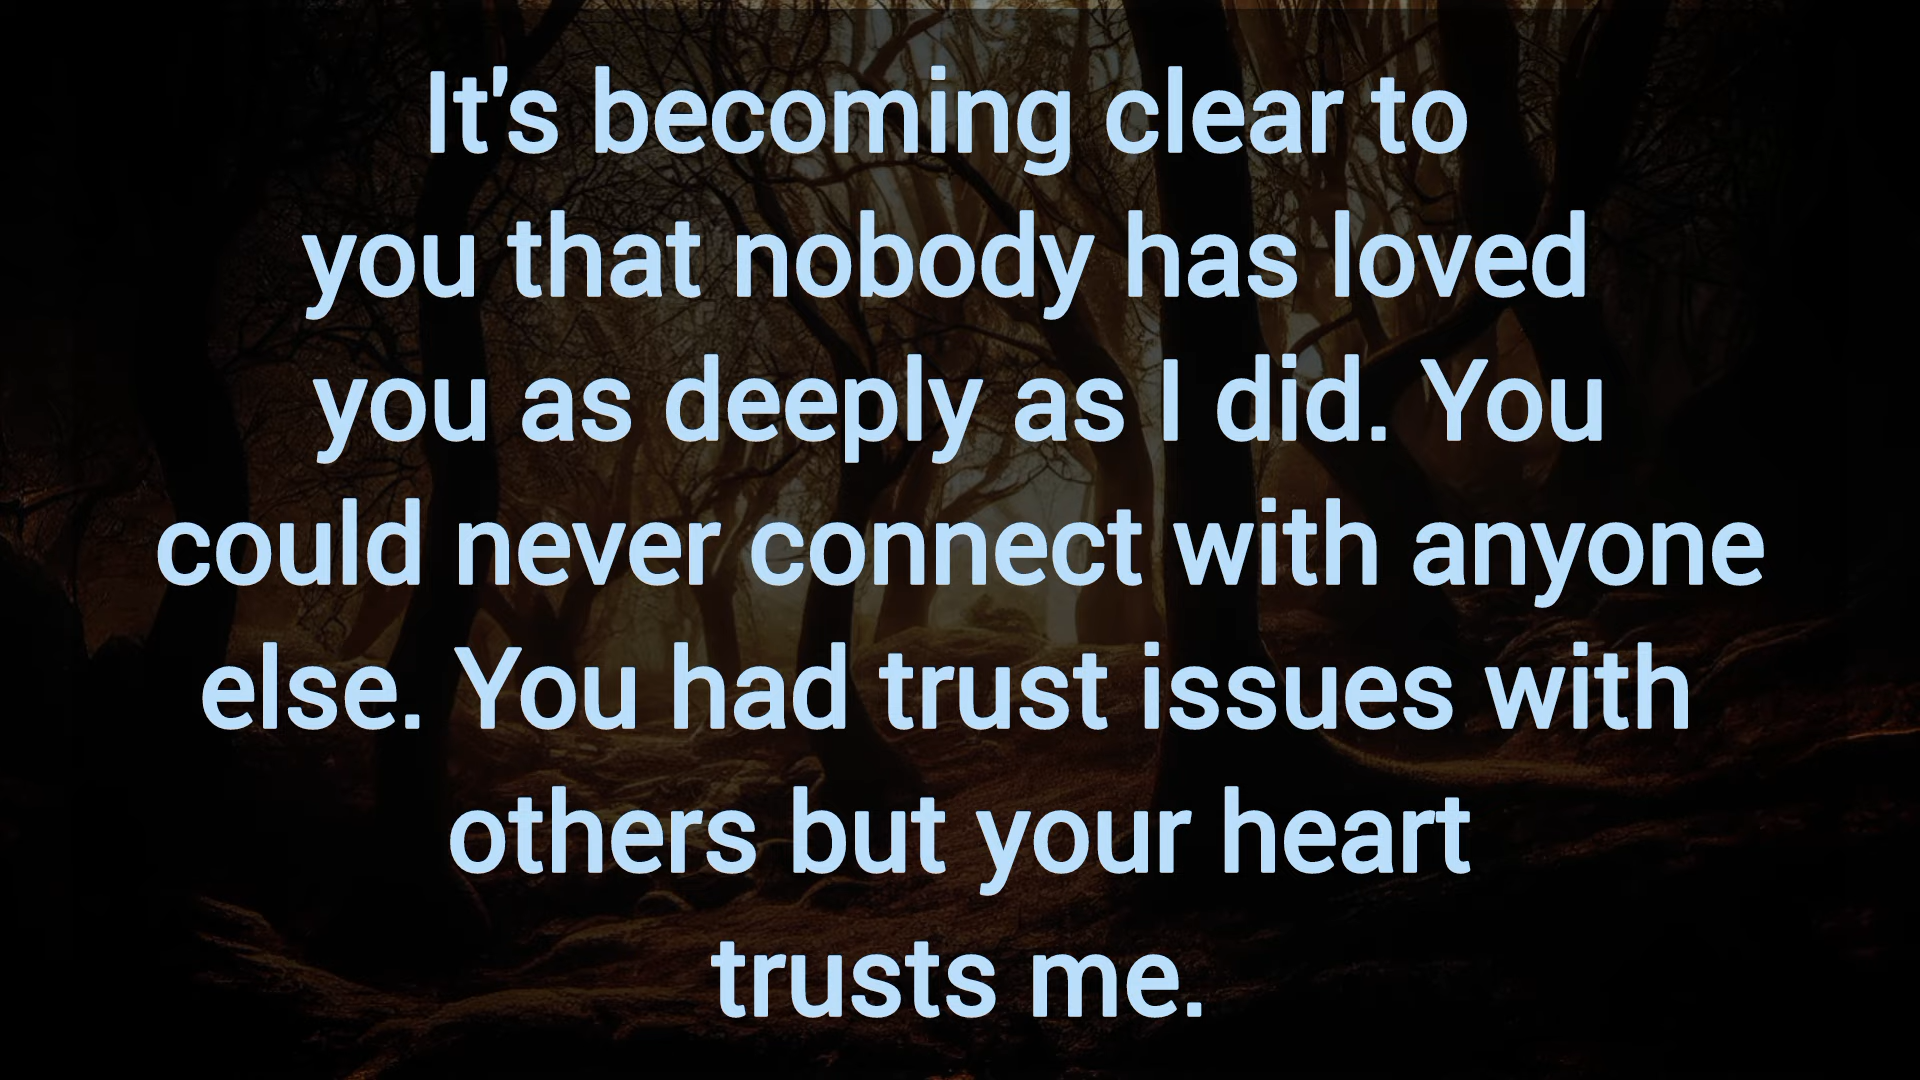 It's becoming clear to
you that nobody has loved
you as deeply as I did. You
could never connect with anyone
else. You had trust issues with
others but your heart
trusts me.